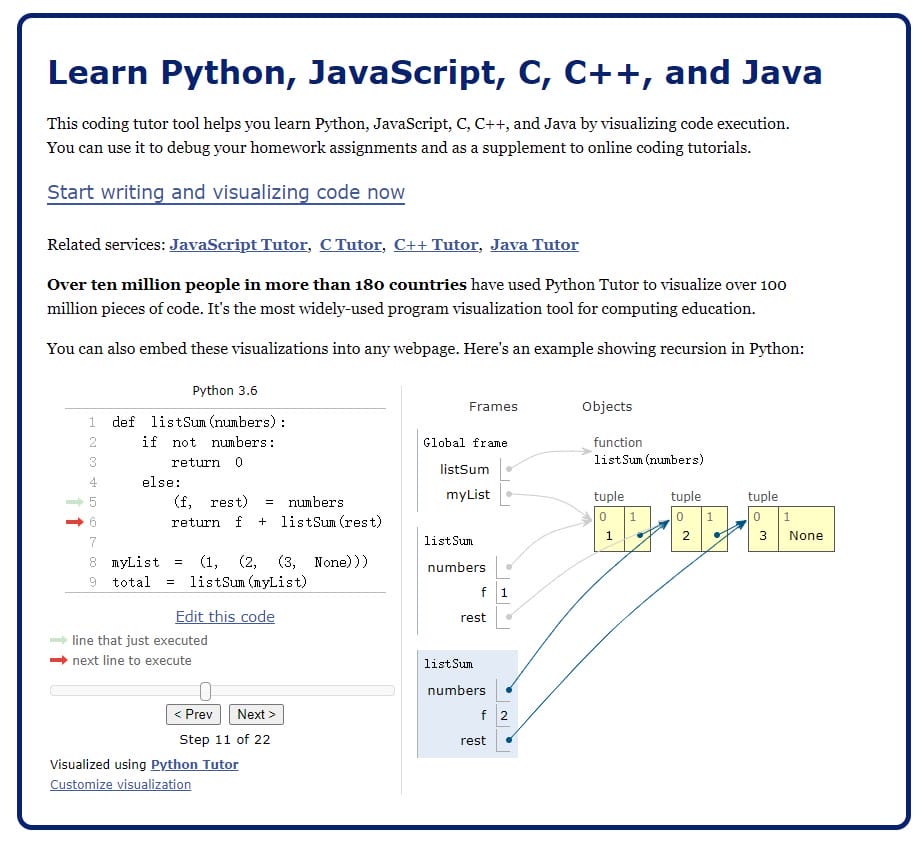 Learn Python, JavaScript, C, C++, and Java
This coding tutor tool helps you learn Python, JavaScript, C, C++, and Java by visualizing code execution.
You can use it to debug your homework assignments and as a supplement to online coding tutorials.
Start writing and visualizing code now
Related services: JavaScript Tutor, C Tutor, C++ Tutor, Java Tutor
Over ten million people in more than 180 countries have used Python Tutor to visualize over 100
million pieces of code. It's the most widely-used program visualization tool for computing education.
You can also embed these visualizations into any webpage. Here's an example showing recursion in Python:
Python 3.6
1 def listSum(numbers):
2 if not numbers:
3 return 0
4 else:
5 (f, rest) = numbers
6 return f + listSum(rest)
7
8 myList = (1, (2, (3, None)))
9 total = listSum(myList)
Edit this code
line that just executed
next line to execute
< Prev Next >
Step 11 of 22
Visualized using Python Tutor
Customize visualization
Frames Objects
Global frame
listSum
myList
function
listSum(numbers)
tuple tuple tuple
0 1 0 1 0 1
1 2 3 None
listSum
numbers
f 1
rest
listSum
numbers
f 2
rest